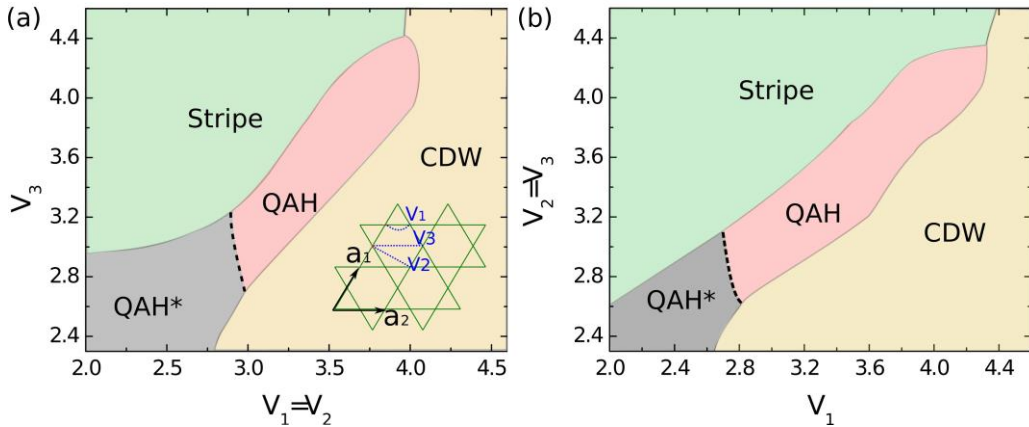 (a)
4.4
4.0
3.6
3.2
2.8
2.4
V3
Stripe
QAH
CDW
QAH*
V1
V3
V2
a1
a2
2.0 2.5 3.0 3.5 4.0 4.5
V1=V2
(b)
4.4
4.0
3.6
3.2
2.8
2.4
V2=V3
Stripe
QAH
CDW
QAH*
2.0 2.4 2.8 3.2 3.6 4.0 4.4
V1